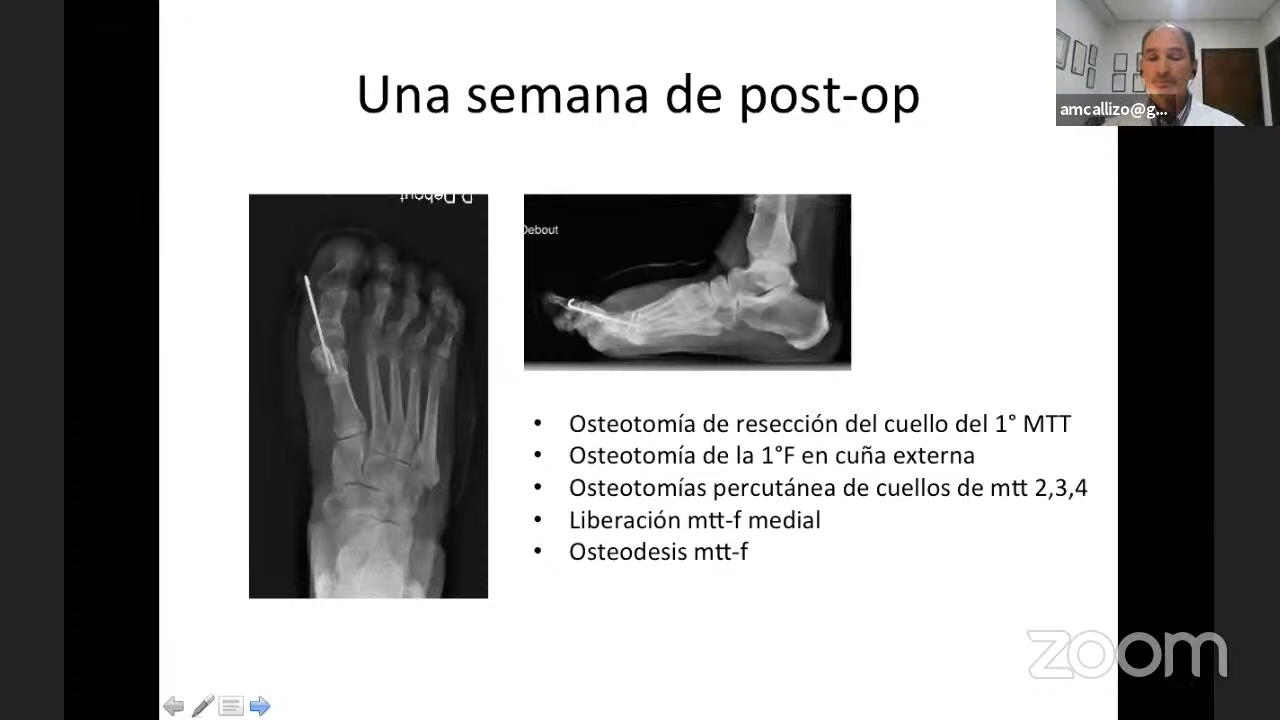 Una semana de post-op
amcallizo@g...
D Debout
Debout
• Osteotomía de resección del cuello del 1° MTT
• Osteotomía de la 1°F en cuña externa
• Osteotomías percutánea de cuellos de mtt 2,3,4
• Liberación mtt-f medial
• Osteodesis mtt-f
zoom